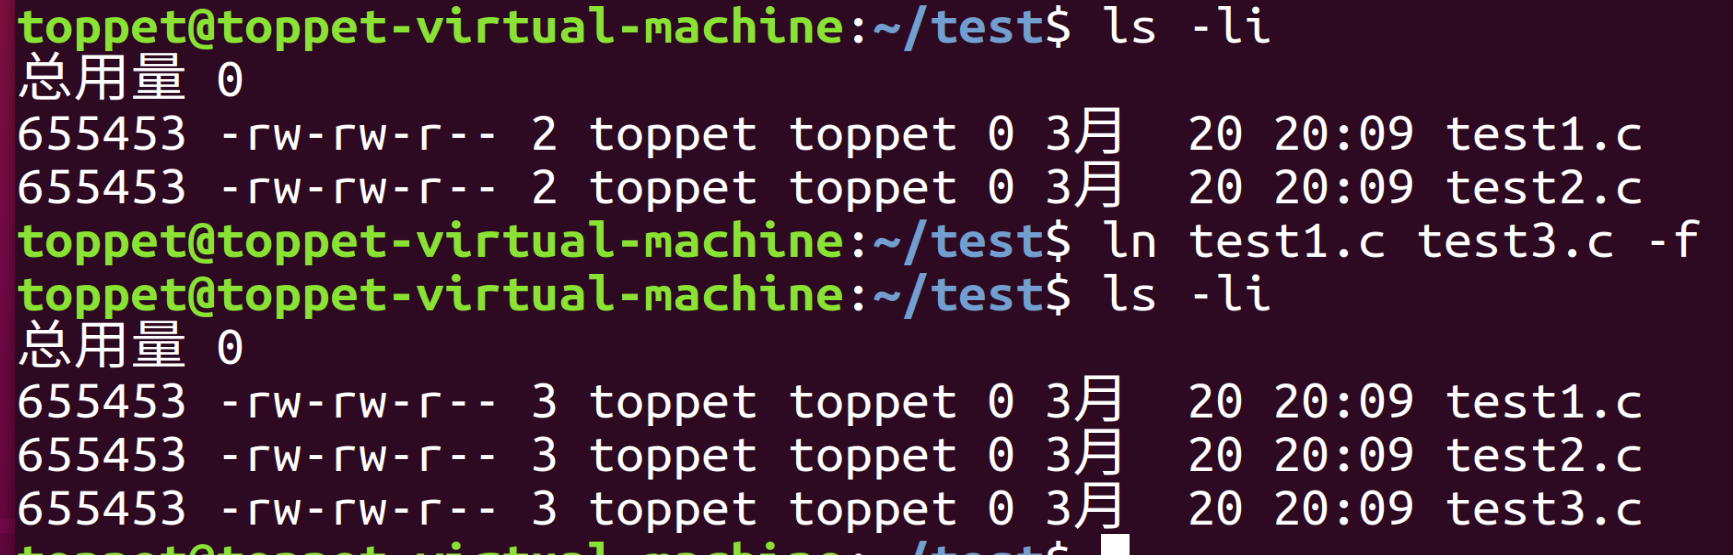 toppet@toppet-virtual-machine:~/test$ ls -li
总用量 0
655453 -rw-rw-r-- 2 toppet toppet 0 3月  20 20:09 test1.c
655453 -rw-rw-r-- 2 toppet toppet 0 3月  20 20:09 test2.c
toppet@toppet-virtual-machine:~/test$ ln test1.c test3.c -f
toppet@toppet-virtual-machine:~/test$ ls -li
总用量 0
655453 -rw-rw-r-- 3 toppet toppet 0 3月  20 20:09 test1.c
655453 -rw-rw-r-- 3 toppet toppet 0 3月  20 20:09 test2.c
655453 -rw-rw-r-- 3 toppet toppet 0 3月  20 20:09 test3.c
toppet@toppet-virtual-machine:~/test$